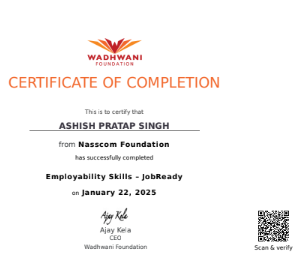 WADHWANI
FOUNDATION
CERTIFICATE OF COMPLETION
This is to certify that
ASHISH PRATAP SINGH
from Nasscom Foundation
has successfully completed
Employability Skills – JobReady
on January 22, 2025
Ajay Kela
Ajay Kela
CEO
Wadhwani Foundation
Scan & verify